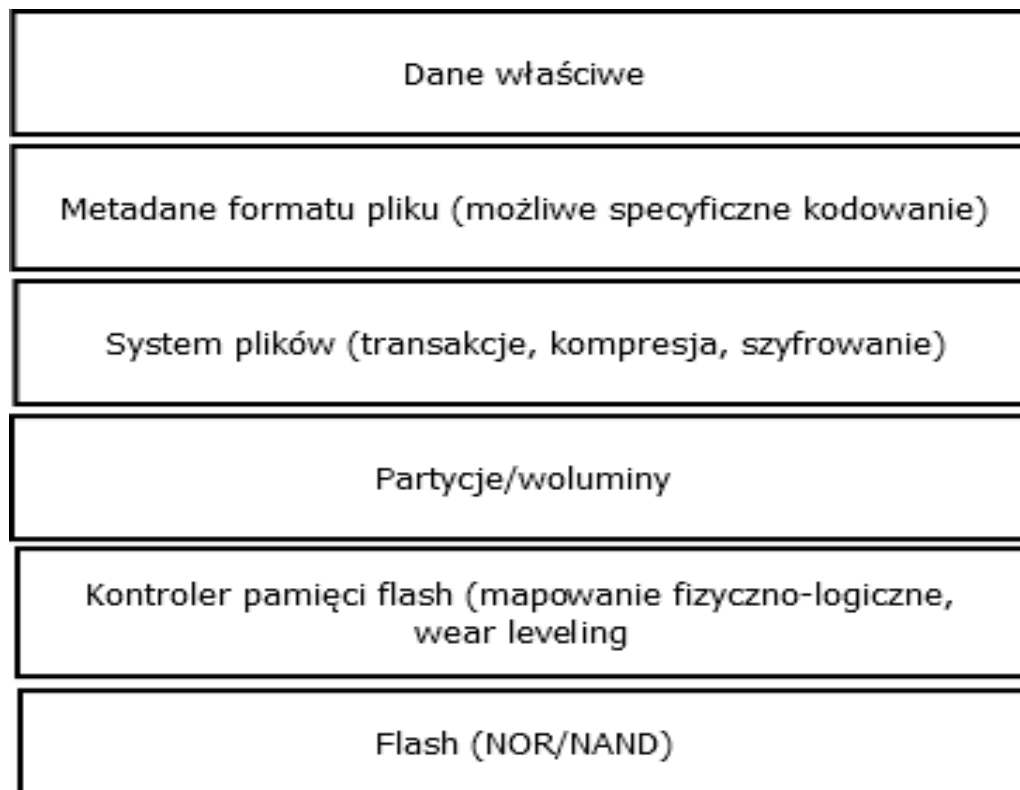 Dane właściwe
Metadane formatu pliku (możliwe specyficzne kodowanie)
System plików (transakcje, kompresja, szyfrowanie)
Partycje/woluminy
Kontroler pamięci flash (mapowanie fizyczno-logiczne,
wear leveling
Flash (NOR/NAND)